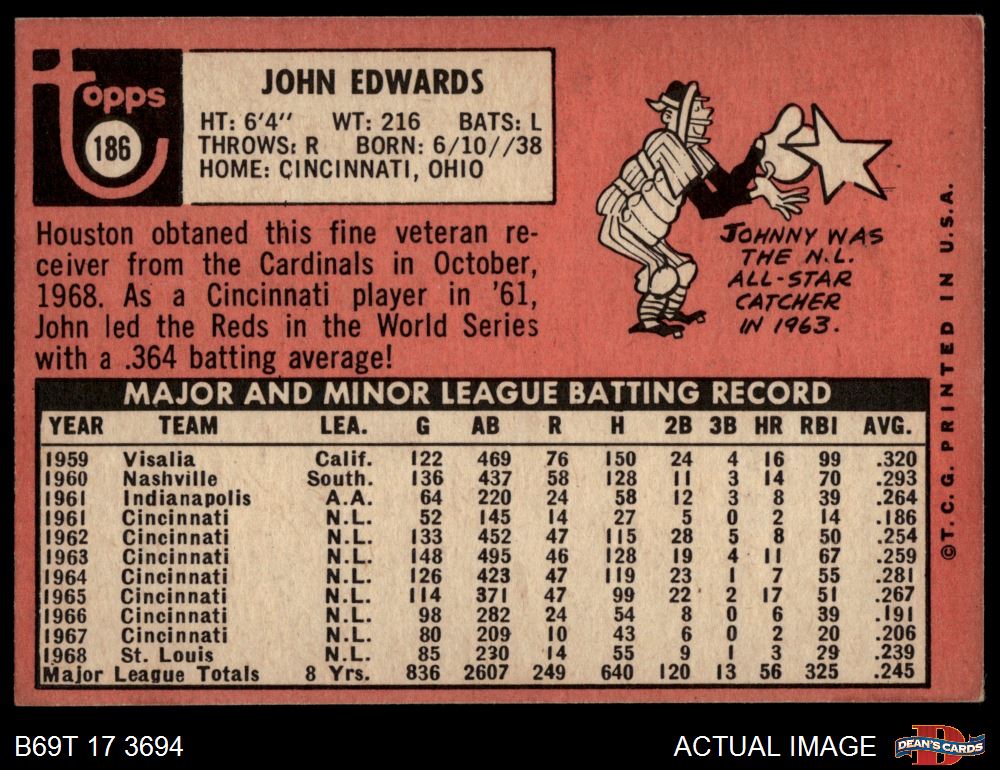 topps
186
JOHN EDWARDS
HT: 6'4" WT: 216 BATS: L
THROWS: R BORN: 6/10//38
HOME: CINCINNATI, OHIO
Houston obtaned this fine veteran re-
ceiver from the Cardinals in October,
1968. As a Cincinnati player in '61,
John led the Reds in the World Series
with a .364 batting average!
JOHNNY WAS
THE N.L.
ALL-STAR
CATCHER
IN 1963.
MAJOR AND MINOR LEAGUE BATTING RECORD
YEAR TEAM LEA. G AB R H 2B 3B HR RBI AVG.
1959 Visalia Calif. 122 469 76 150 24 4 16 99 .320
1960 Nashville South. 136 437 58 128 11 3 14 70 .293
1961 Indianapolis A.A. 64 220 24 58 12 3 8 39 .264
1961 Cincinnati N.L. 52 145 14 27 5 0 2 14 .186
1962 Cincinnati N.L. 133 452 47 115 28 5 8 50 .254
1963 Cincinnati N.L. 148 495 46 128 19 4 11 67 .259
1964 Cincinnati N.L. 126 423 47 119 23 1 7 55 .281
1965 Cincinnati N.L. 114 371 47 99 22 2 17 51 .267
1966 Cincinnati N.L. 98 282 24 54 8 0 6 39 .191
1967 Cincinnati N.L. 80 209 10 43 6 0 2 20 .206
1968 St. Louis N.L. 85 230 14 55 9 1 3 29 .239
Major League Totals 8 Yrs. 836 2607 249 640 120 13 56 325 .245
© T. C. G. PRINTED IN U.S.A.
B69T 17 3694
ACTUAL IMAGE
DEAN'S CARDS